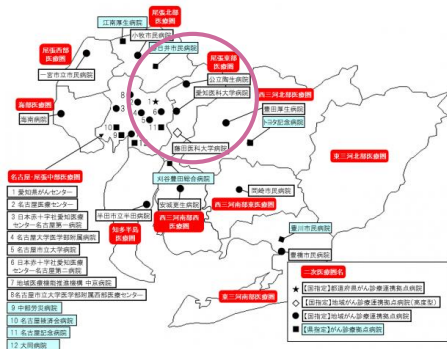 尾張北部医療圏
江南厚生病院
小牧市民病院
春日井市民病院
尾張西部医療圏
一宮市立市民病院
尾張東部医療圏
公立陶生病院
愛知医科大学病院
西三河北部医療圏
豊田厚生病院
トヨタ記念病院
海部医療圏
海南病院
藤田医科大学病院
東三河北部医療圏
名古屋・尾張中部医療圏
1 愛知県がんセンター
2 名古屋医療センター
3 日本赤十字社愛知医療
センター名古屋第一病院
4 名古屋大学医学部附属病院
5 名古屋市立大学病院
6 日本赤十字社愛知医療
センター名古屋第二病院
7 地域医療機能推進機構 中京病院
8 名古屋市立大学医学部附属西部医療センター
9 中部労災病院
10 名古屋掖済会病院
11 名古屋記念病院
12 大同病院
刈谷豊田総合病院
安城更生病院
岡崎市民病院
半田市立半田病院
知多半島
医療圏
西三河南部西
医療圏
西三河南部東医療圏
豊川市民病院
豊橋市民病院
東三河南部医療圏
二次医療圏名
★ 【国指定】都道府県がん診療連携拠点病院
◇ 【国指定】地域がん診療連携拠点病院(高度型)
● 【国指定】地域がん診療連携拠点病院
■ 【県指定】がん診療拠点病院